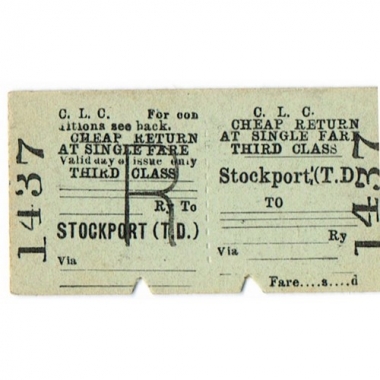 1437
C. L. C. For con
ditions see back.
CHEAP RETURN
AT SINGLE FARE
Valid day of issue only
THIRD CLASS
R
Ry To
STOCKPORT (T.D.)
Via
C. L. C.
CHEAP RETURN
AT SINGLE FARE
THIRD CLASS
Stockport,(T.D.)
TO
Ry
Via
Fare....s....d
1437